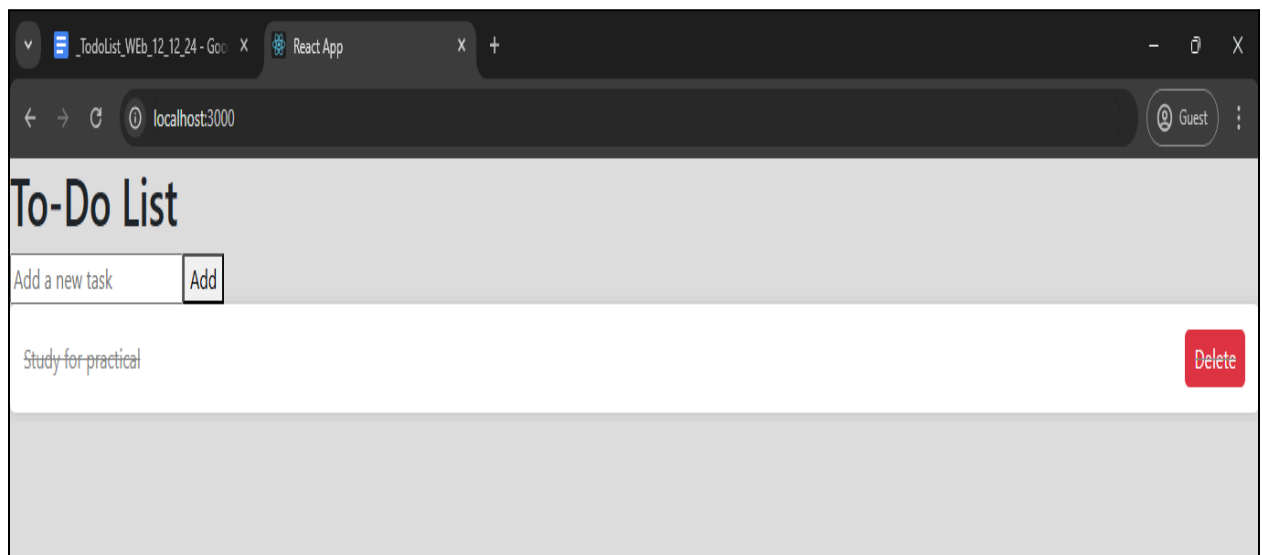 _TodoList_WEb_12_12_24 - Goo
React App
localhost:3000
Guest
To-Do List
Add a new task
Add
Study for practical
Delete